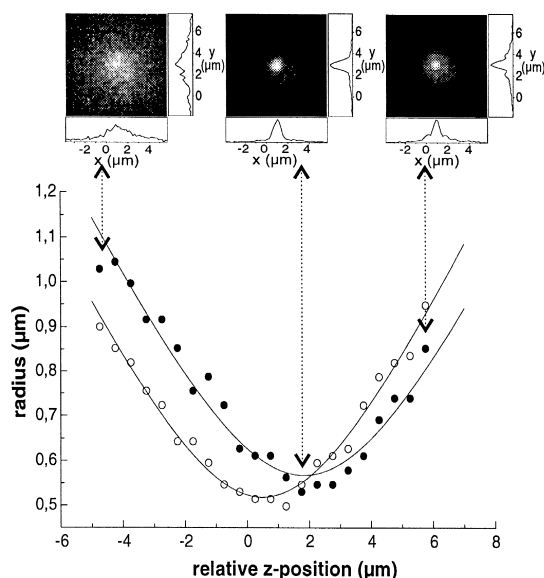 6
y
4
(µm)
2
0
-2 0 2 4
x (µm)
6
y
4
(µm)
2
0
-2 0 2 4
x (µm)
6
y
4
(µm)
2
0
-2 0 2 4
x (µm)
1,2
1,1
1,0
0,9
0,8
0,7
0,6
0,5
radius (µm)
-6 -4 -2 0 2 4 6 8
relative z-position (µm)